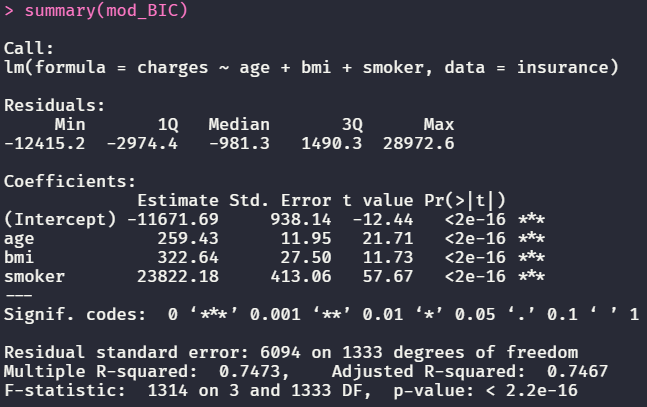 > summary(mod_BIC)

Call:
lm(formula = charges ~ age + bmi + smoker, data = insurance)

Residuals:
     Min       1Q   Median       3Q      Max
-12415.2  -2974.4   -981.3   1490.3  28972.6

Coefficients:
             Estimate Std. Error t value Pr(>|t|)
(Intercept) -11671.69     938.14  -12.44   <2e-16 ***
age            259.43      11.95   21.71   <2e-16 ***
bmi            322.64      27.50   11.73   <2e-16 ***
smoker       23822.18     413.06   57.67   <2e-16 ***
---
Signif. codes:  0 ‘***’ 0.001 ‘**’ 0.01 ‘*’ 0.05 ‘.’ 0.1 ‘ ’ 1

Residual standard error: 6094 on 1333 degrees of freedom
Multiple R-squared:  0.7473,    Adjusted R-squared:  0.7467
F-statistic:  1314 on 3 and 1333 DF,  p-value: < 2.2e-16